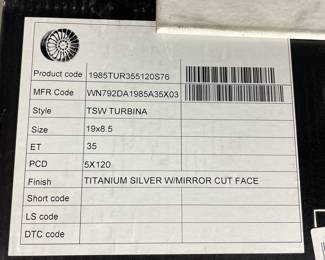 Product code 1985TUR355120S76
MFR Code WN792DA1985A35X03
Style TSW TURBINA
Size 19x8.5
ET 35
PCD 5X120
Finish TITANIUM SILVER W/MIRROR CUT FACE
Short code
LS code
DTC code